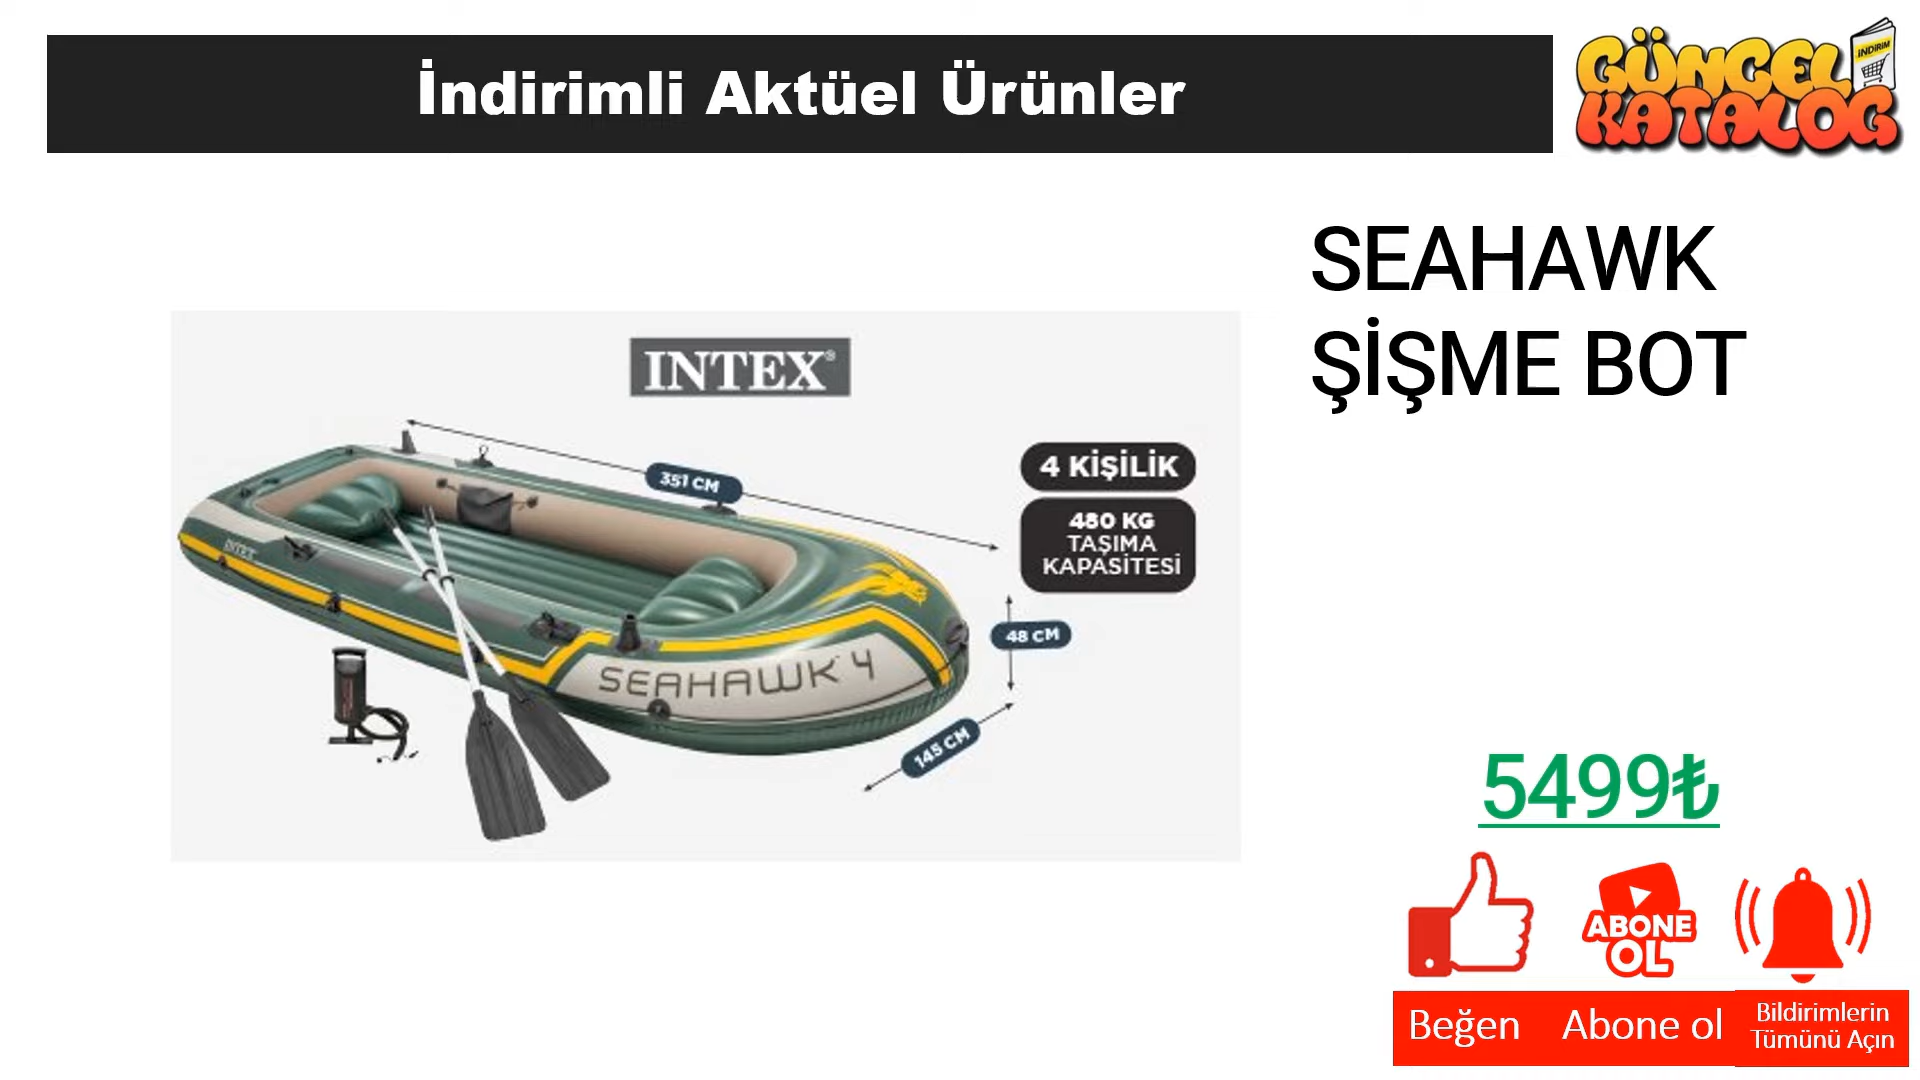 İndirimli Aktüel Ürünler
GÜNCEL
KATALOG
İNDİRİM
SEAHAWK
ŞİŞME BOT
INTEX®
351 CM
4 KİŞİLİK
480 KG
TAŞIMA
KAPASİTESİ
INTEX
48 CM
SEAHAWK™ 4
145 CM
5499₺
ABONE
OL
Beğen
Abone ol
Bildirimlerin
Tümünü Açın